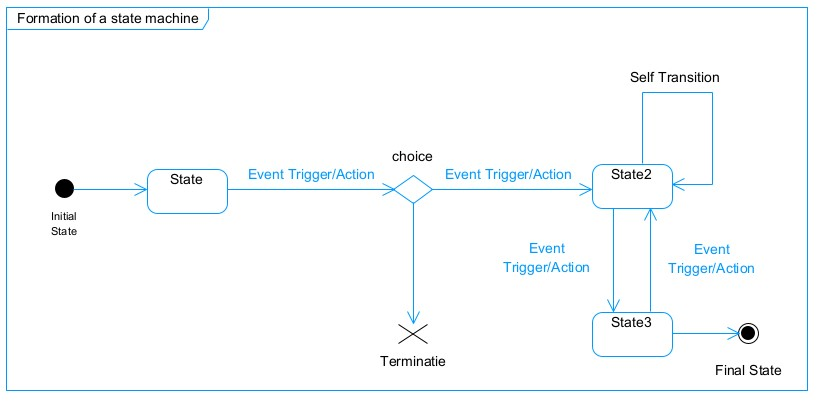 Formation of a state machine
Self Transition
choice
State
Event Trigger/Action
Event Trigger/Action
State2
Initial
State
Event
Trigger/Action
Event
Trigger/Action
State3
Terminatie
Final State